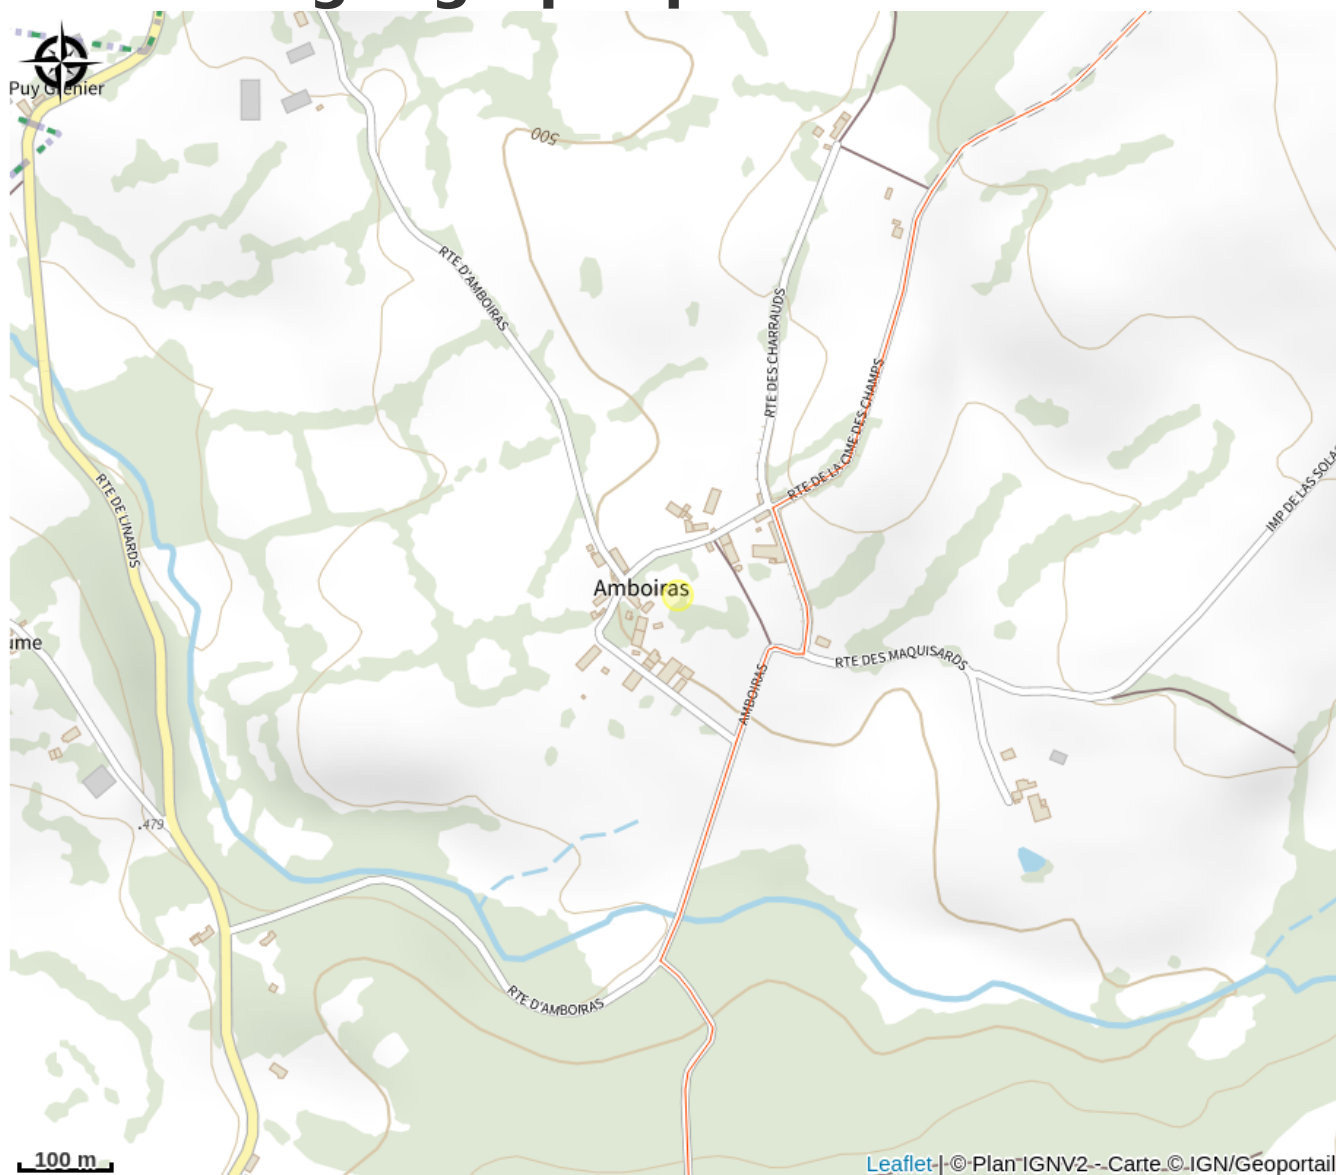 Puy Grenier
500
RTE D'AMBOIRAS
RTE DES CHARRAUDS
RTE DE LA CIME DES CHAMPS
RTE DE LINARDS
IMP DE LAS SOLA
Amboiras
ume
RTE DES MAQUISARDS
AMBOIRAS
.479
RTE D'AMBOIRAS
100 m
Leaflet | © Plan IGNV2 - Carte © IGN/Geoportail